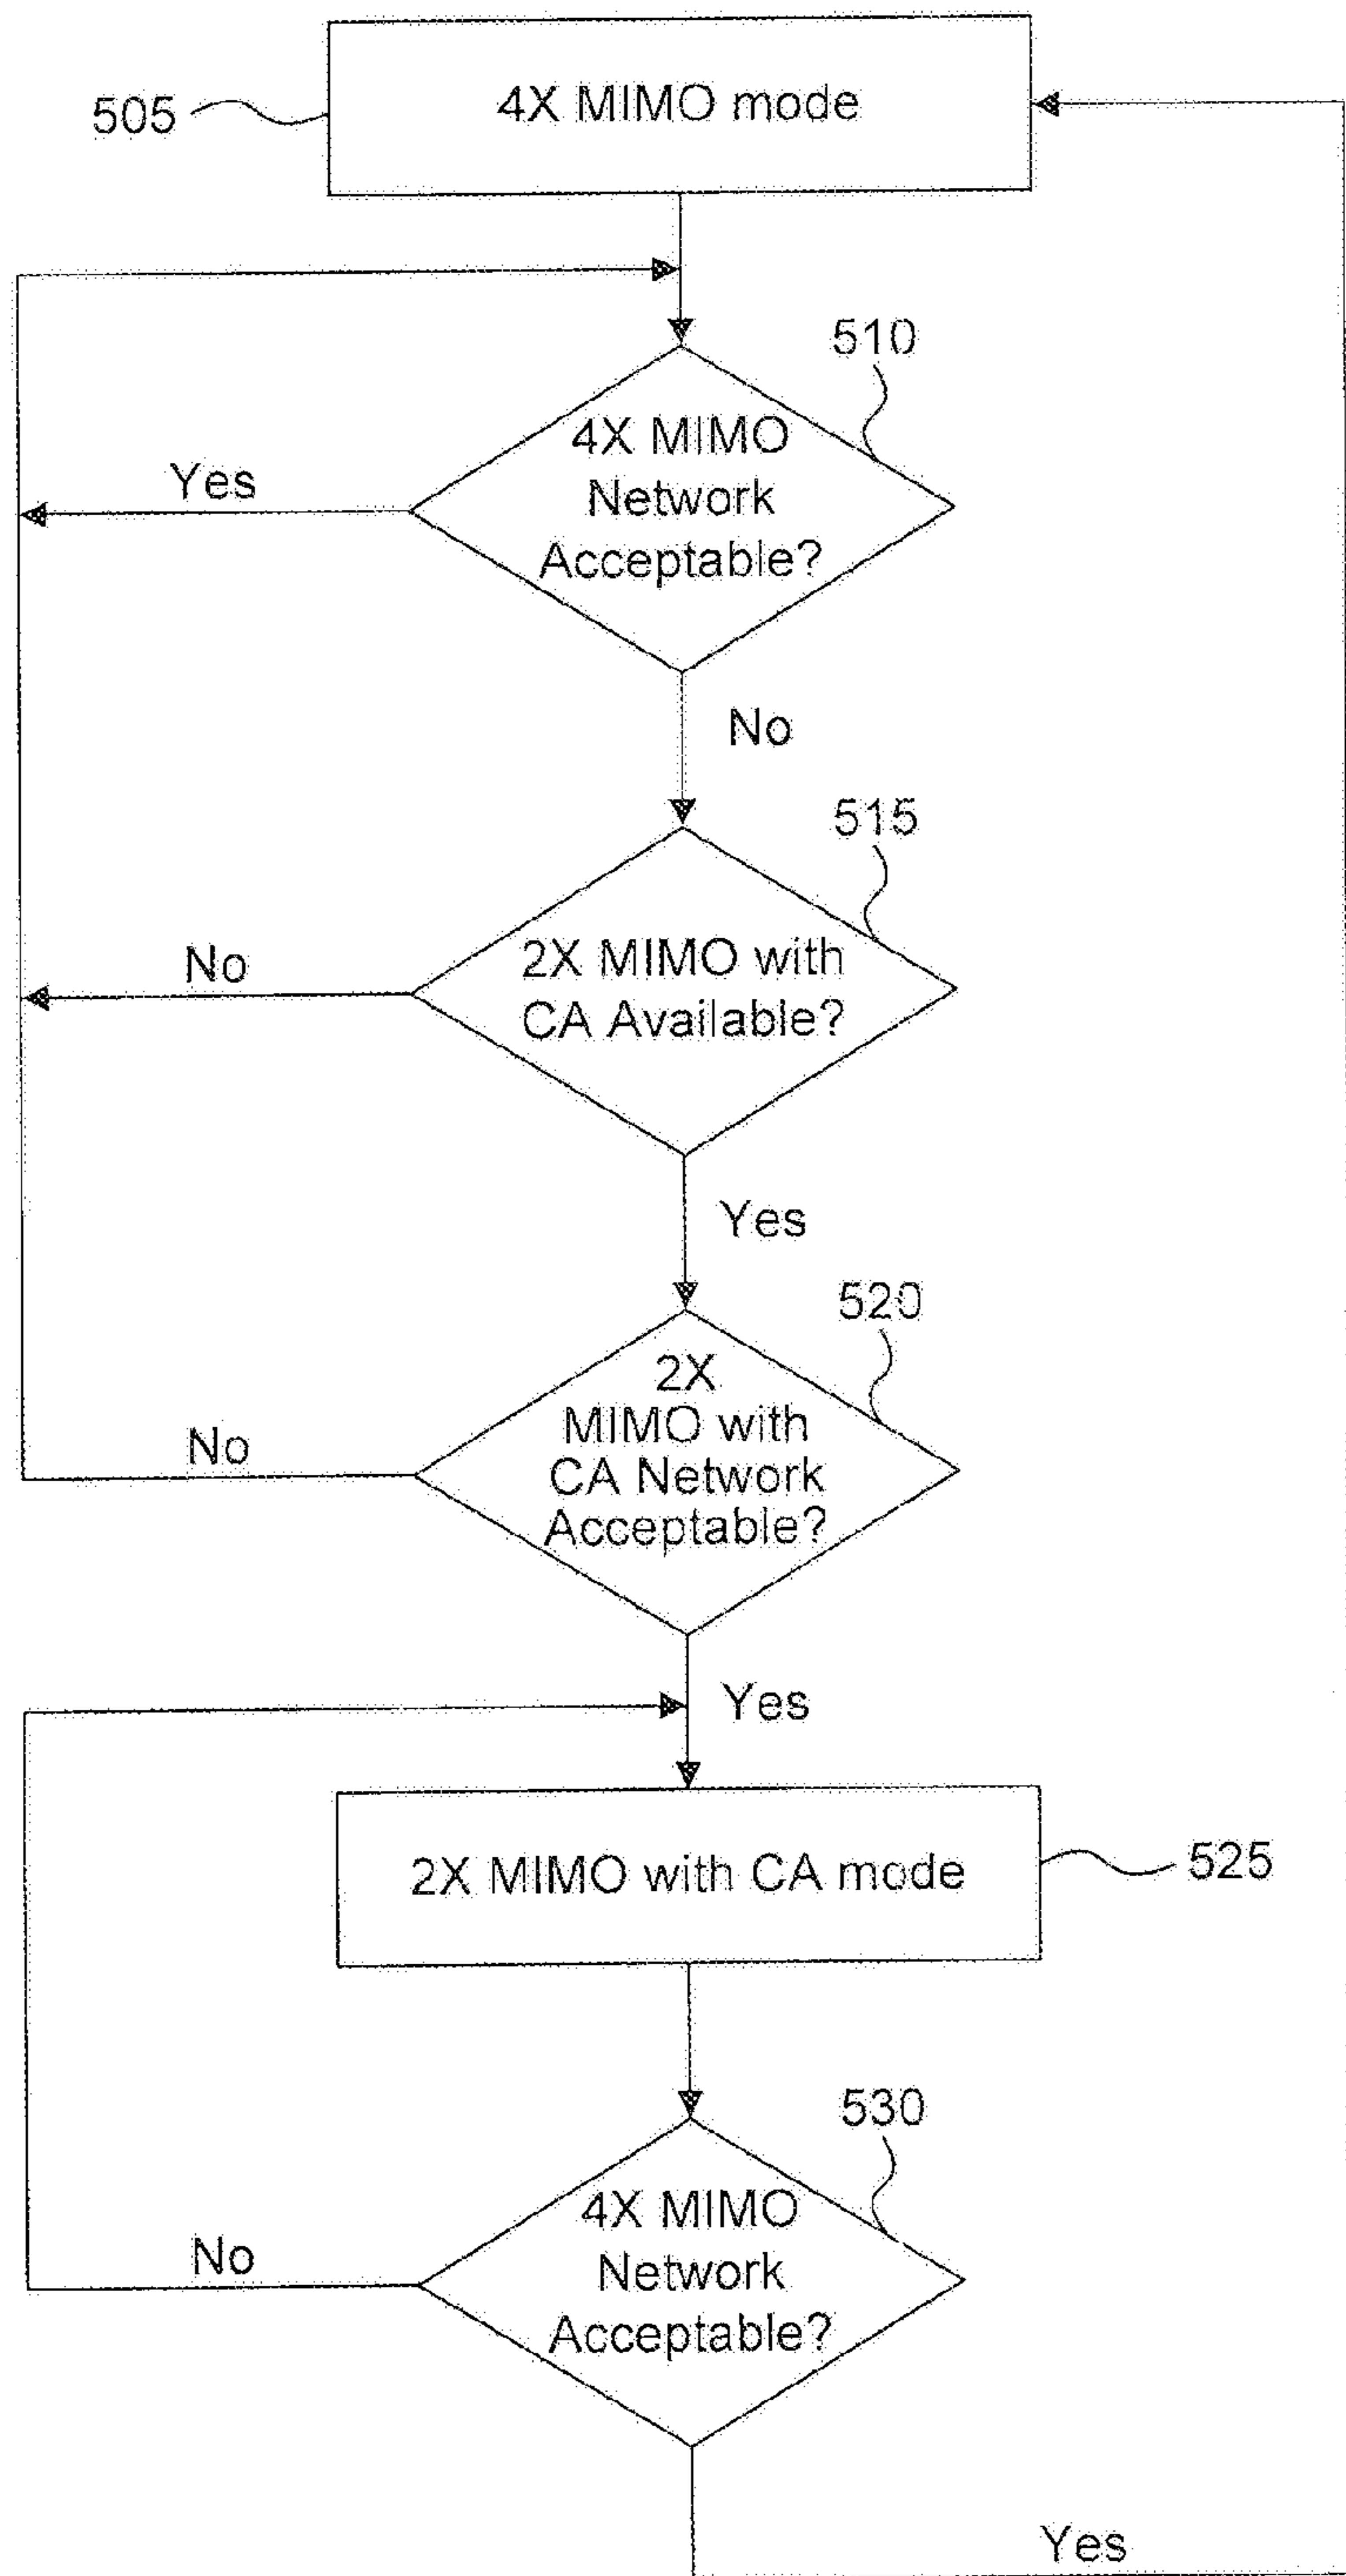 4X MIMO mode
505
510
4X MIMO
Network
Acceptable?
Yes
No
515
2X MIMO with
CA Available?
No
Yes
520
2X
MIMO with
CA Network
Acceptable?
No
Yes
2X MIMO with CA mode
525
530
4X MIMO
Network
Acceptable?
No
Yes